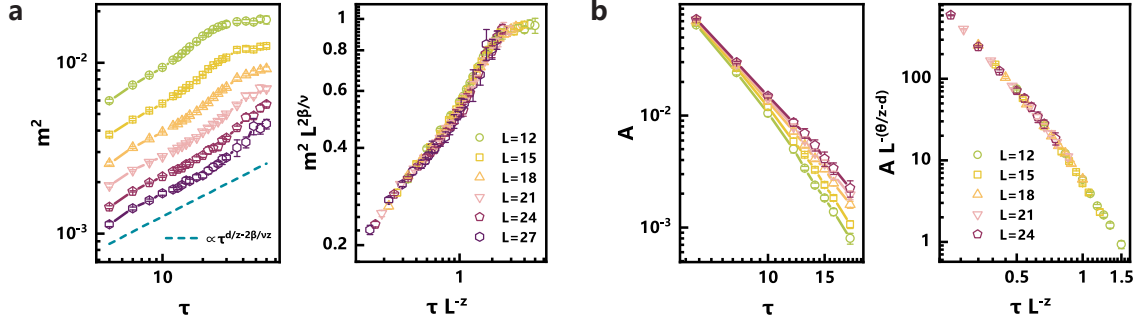 a
m²
10⁻²
10⁻³
10
τ
∝τ^{d/z-2β/νz}
m² L^{2β/ν}
1
0.8
0.6
0.4
0.2
1
τ L^{-z}
L=12
L=15
L=18
L=21
L=24
L=27
b
A
10⁻²
10⁻³
10
15
τ
A L^{-(θ/z-d)}
100
10
1
0.5
1
1.5
τ L^{-z}
L=12
L=15
L=18
L=21
L=24